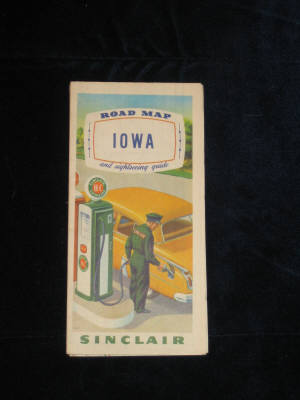 ROAD MAP
IOWA
and sightseeing guide
H-C
SINCLAIR